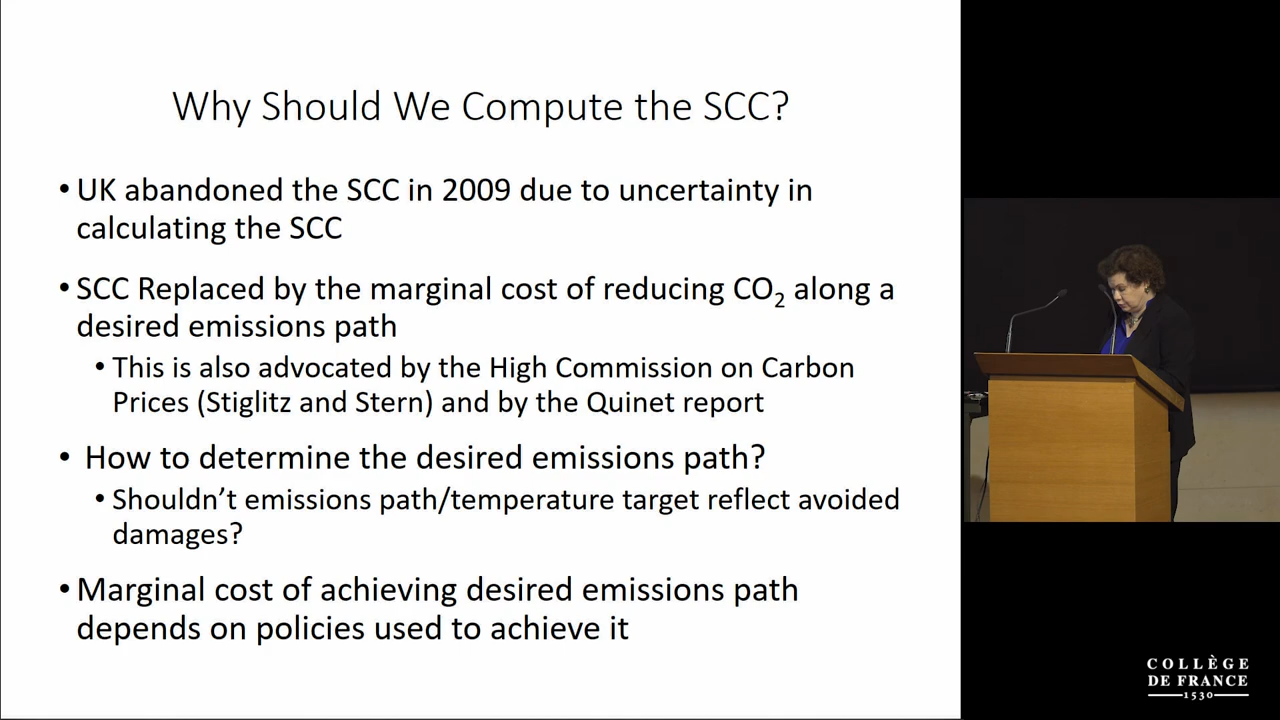 Why Should We Compute the SCC?
• UK abandoned the SCC in 2009 due to uncertainty in
calculating the SCC
• SCC Replaced by the marginal cost of reducing CO₂ along a
desired emissions path
• This is also advocated by the High Commission on Carbon
Prices (Stiglitz and Stern) and by the Quinet report
• How to determine the desired emissions path?
• Shouldn’t emissions path/temperature target reflect avoided
damages?
• Marginal cost of achieving desired emissions path
depends on policies used to achieve it
COLLÈGE
DE FRANCE
1530